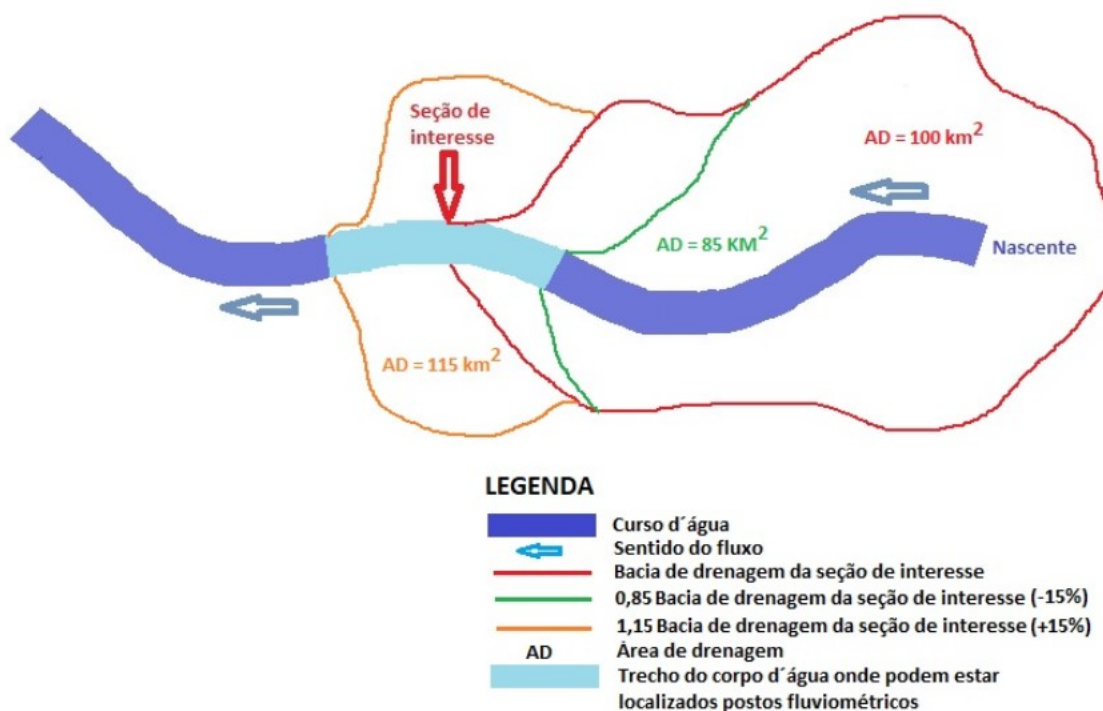 Seção de
interesse
AD = 100 km²
AD = 85 KM²
Nascente
AD = 115 km²
LEGENDA
Curso d´água
Sentido do fluxo
Bacia de drenagem da seção de interesse
0,85 Bacia de drenagem da seção de interesse (-15%)
1,15 Bacia de drenagem da seção de interesse (+15%)
AD Área de drenagem
Trecho do corpo d´água onde podem estar
localizados postos fluviométricos